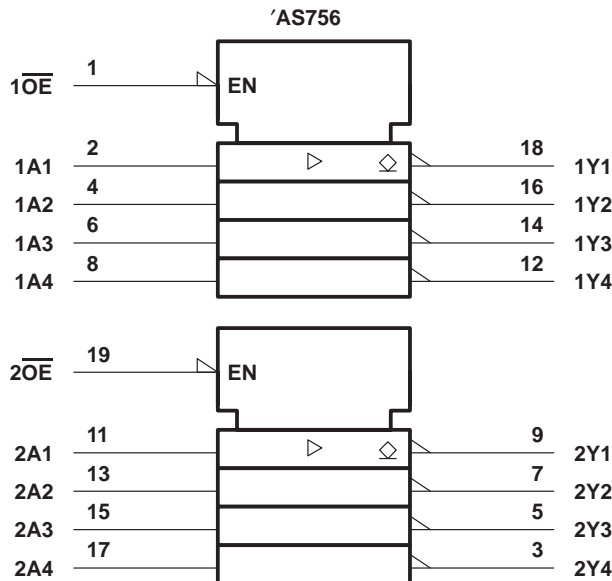 ′AS756
1OE 1 EN
1A1 2 18 1Y1
1A2 4 16 1Y2
1A3 6 14 1Y3
1A4 8 12 1Y4
2OE 19 EN
2A1 11 9 2Y1
2A2 13 7 2Y2
2A3 15 5 2Y3
2A4 17 3 2Y4